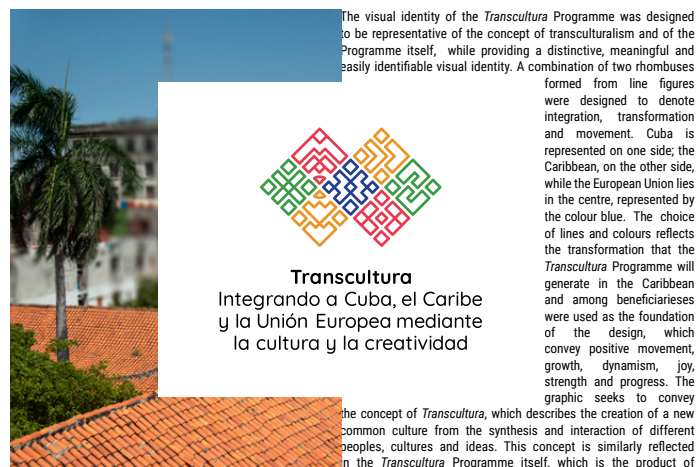 The visual identity of the Transcultura Programme was designed
to be representative of the concept of transculturalism and of the
Programme itself, while providing a distinctive, meaningful and
easily identifiable visual identity. A combination of two rhombuses
formed from line figures
were designed to denote
integration, transformation
and movement. Cuba is
represented on one side; the
Caribbean, on the other side,
while the European Union lies
in the centre, represented by
the colour blue. The choice
of lines and colours reflects
the transformation that the
Transcultura Programme will
generate in the Caribbean
and among beneficiarieses
were used as the foundation
of the design, which
convey positive movement,
growth, dynamism, joy,
strength and progress. The
graphic seeks to convey
the concept of Transcultura, which describes the creation of a new
common culture from the synthesis and interaction of different
peoples, cultures and ideas. This concept is similarly reflected
in the Transcultura Programme itself, which is the product of
Transcultura
Integrando a Cuba, el Caribe
y la Unión Europea mediante
la cultura y la creatividad